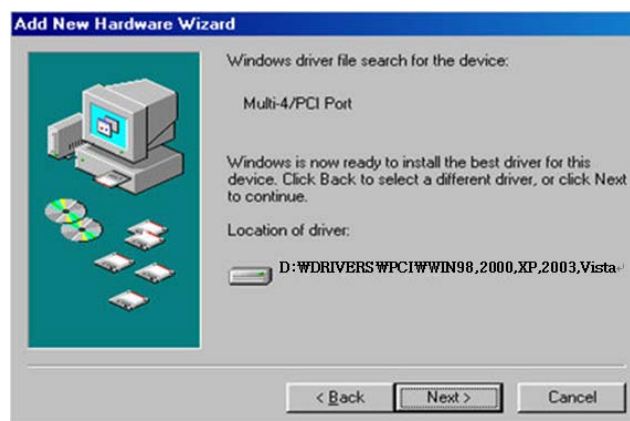 Add New Hardware Wizard
Windows driver file search for the device:
Multi-4/PCI Port
Windows is now ready to install the best driver for this
device. Click Back to select a different driver, or click Next
to continue.
Location of driver:
D:₩DRIVERS₩PCI₩WIN98,2000,XP,2003,Vista↵
< Back
Next >
Cancel